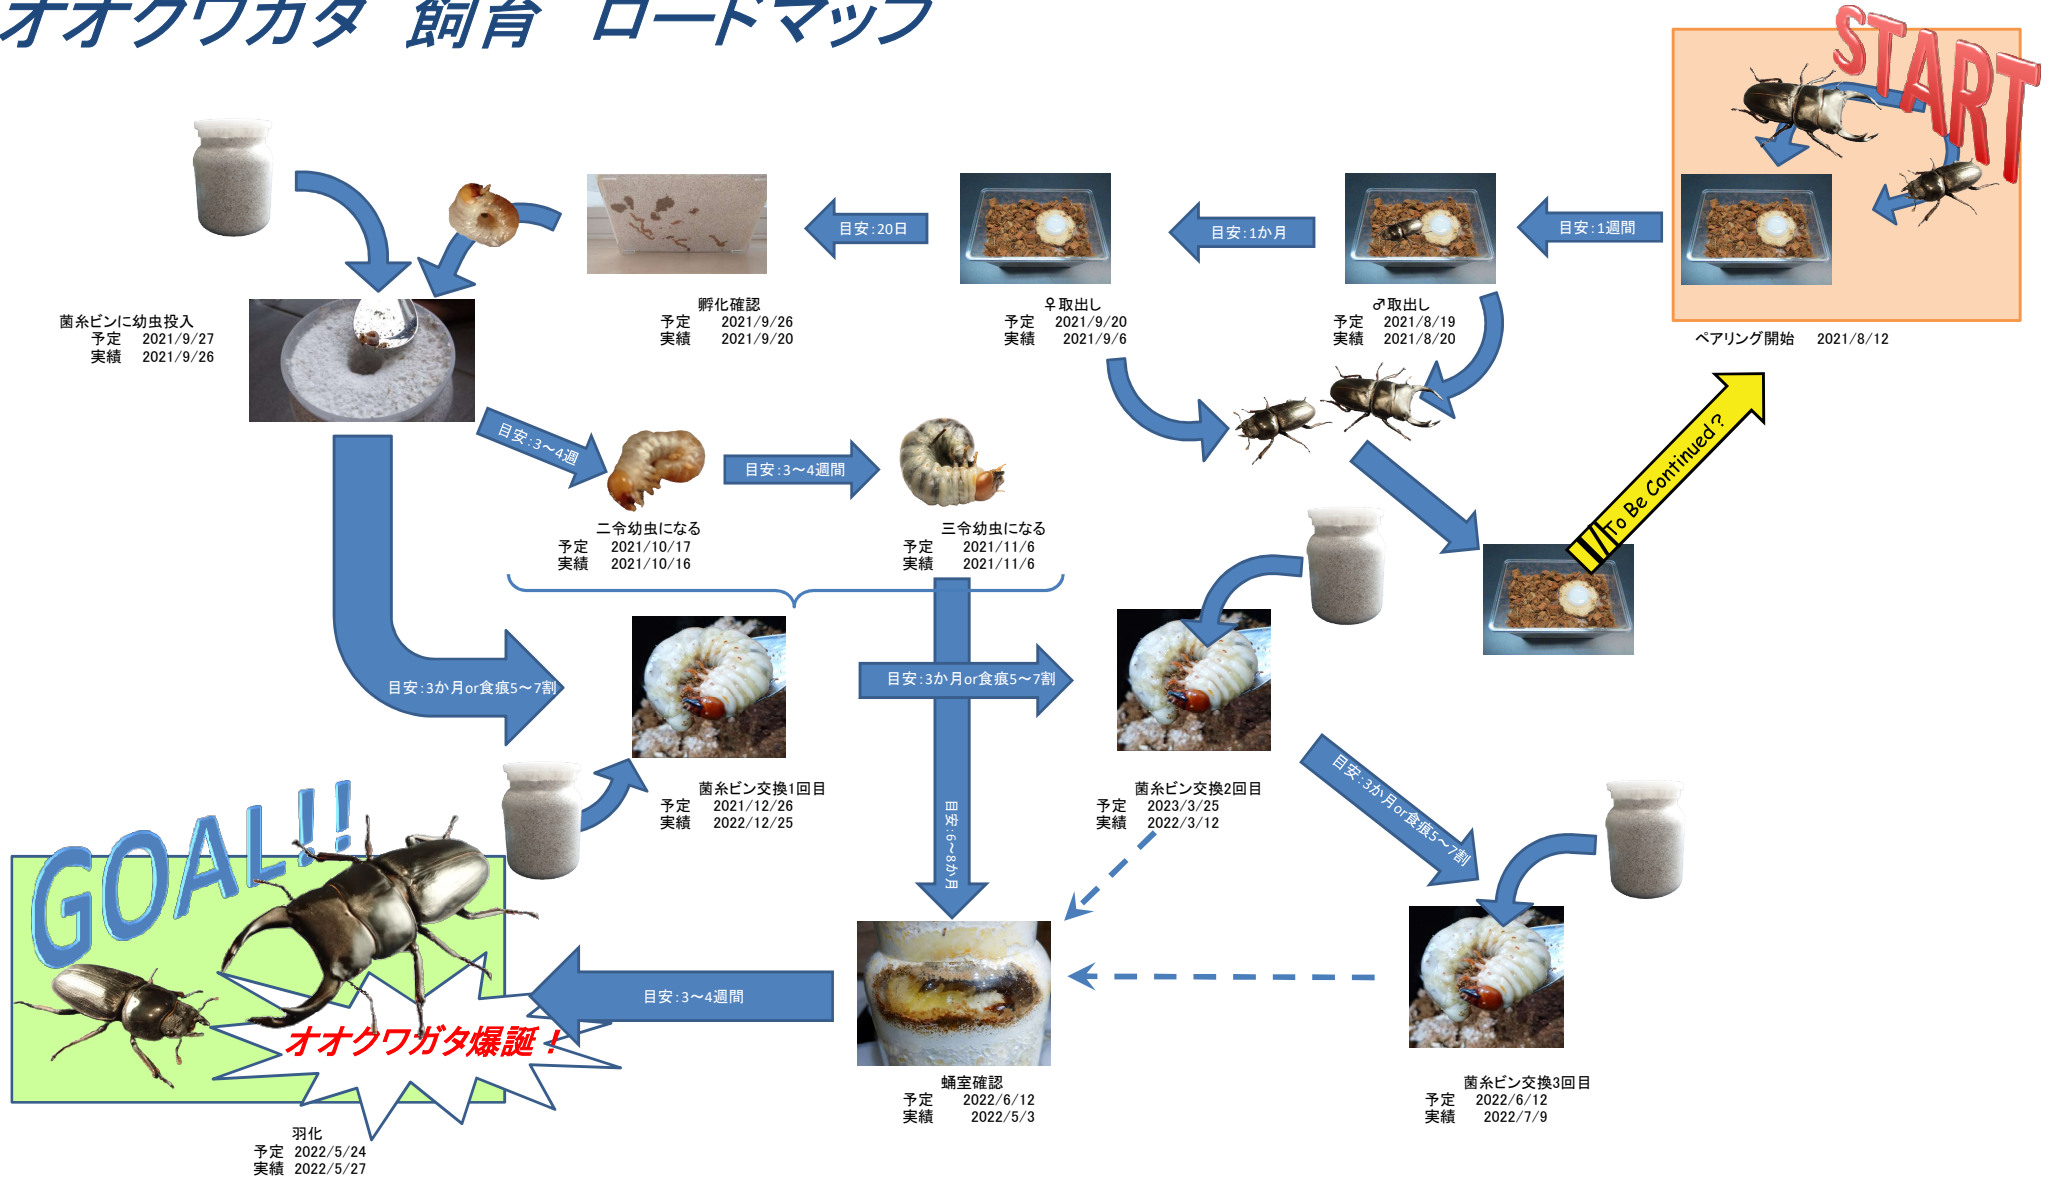 オオクワガタ 飼育 ロードマップ
START
目安:20日
目安:1か月
目安:1週間
菌糸ビンに幼虫投入
予定 2021/9/27
実績 2021/9/26
孵化確認
予定 2021/9/26
実績 2021/9/20
♀取出し
予定 2021/9/20
実績 2021/9/6
♂取出し
予定 2021/8/19
実績 2021/8/20
ペアリング開始 2021/8/12
目安:3～4週
目安:3～4週間
To Be Continued?
二令幼虫になる
予定 2021/10/17
実績 2021/10/16
三令幼虫になる
予定 2021/11/6
実績 2021/11/6
目安:3か月or食痕5～7割
目安:3か月or食痕5～7割
菌糸ビン交換1回目
予定 2021/12/26
実績 2022/12/25
目安:6～8か月
菌糸ビン交換2回目
予定 2023/3/25
実績 2022/3/12
目安:3か月or食痕5～7割
GOAL!!
目安:3～4週間
オオクワガタ爆誕!
蛹室確認
予定 2022/6/12
実績 2022/5/3
菌糸ビン交換3回目
予定 2022/6/12
実績 2022/7/9
羽化
予定 2022/5/24
実績 2022/5/27